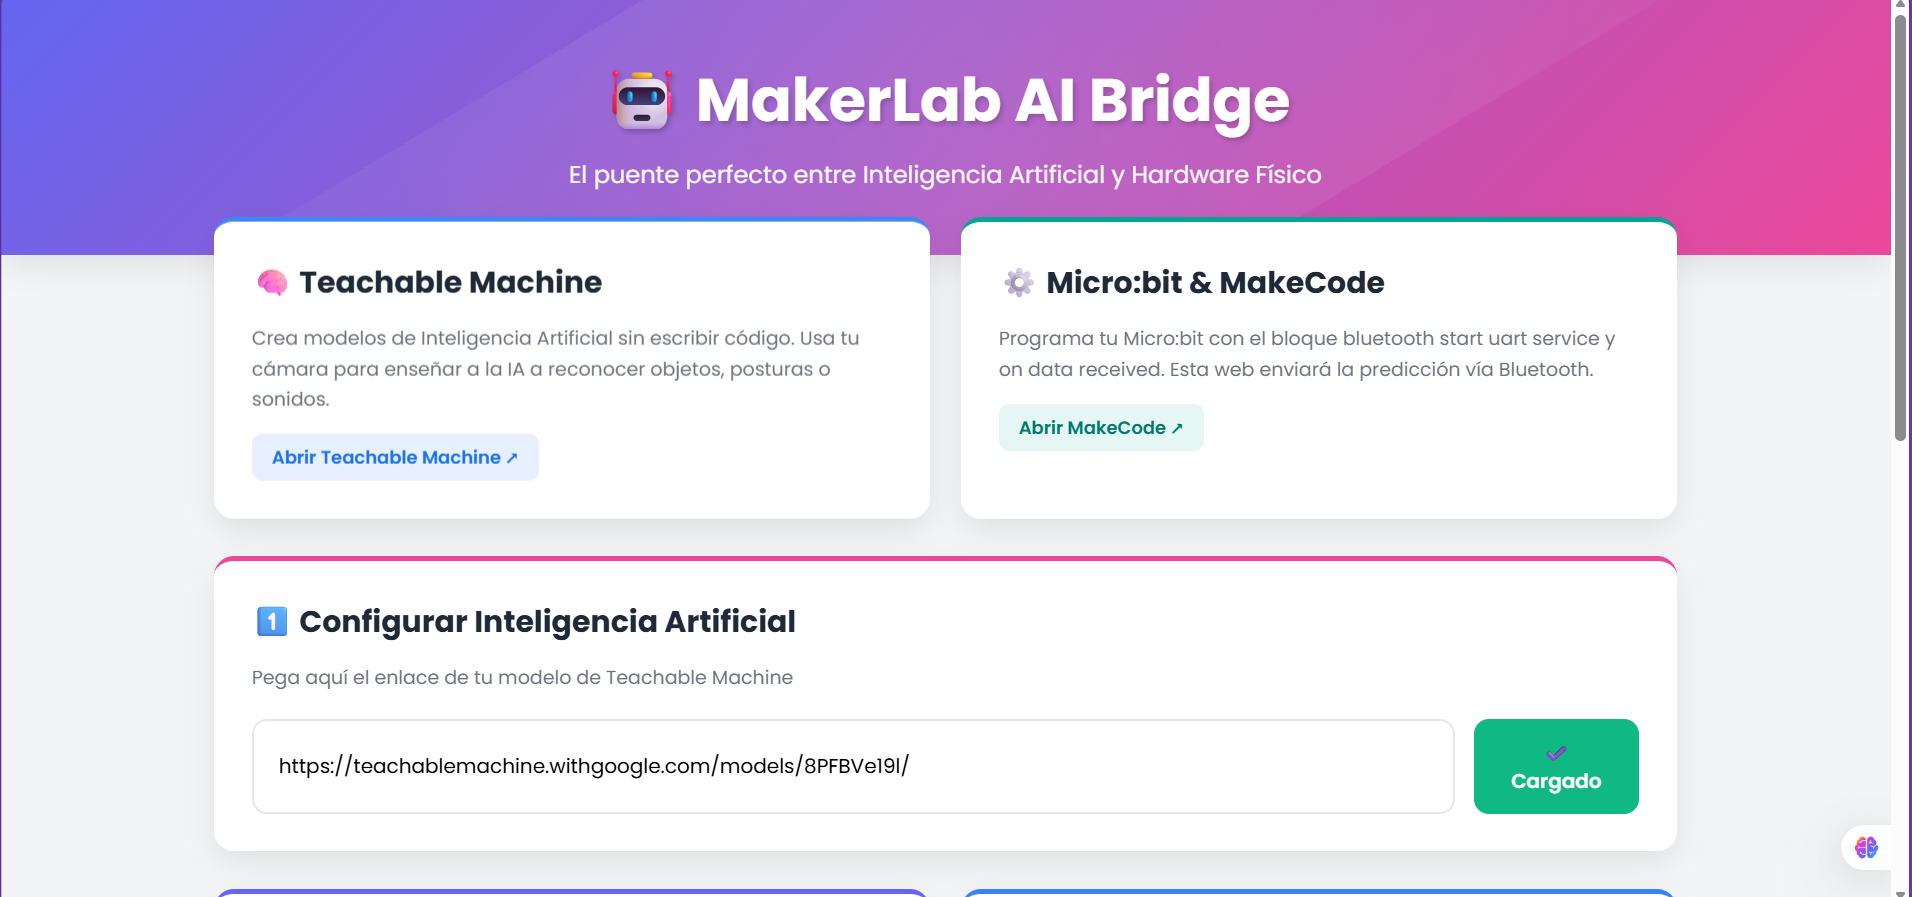 MakerLab AI Bridge
El puente perfecto entre Inteligencia Artificial y Hardware Físico
Teachable Machine
Crea modelos de Inteligencia Artificial sin escribir código. Usa tu
cámara para enseñar a la IA a reconocer objetos, posturas o
sonidos.
Abrir Teachable Machine ↗
Micro:bit & MakeCode
Programa tu Micro:bit con el bloque bluetooth start uart service y
on data received. Esta web enviará la predicción vía Bluetooth.
Abrir MakeCode ↗
1 Configurar Inteligencia Artificial
Pega aquí el enlace de tu modelo de Teachable Machine
https://teachablemachine.withgoogle.com/models/8PFBVe19l/
✔
Cargado